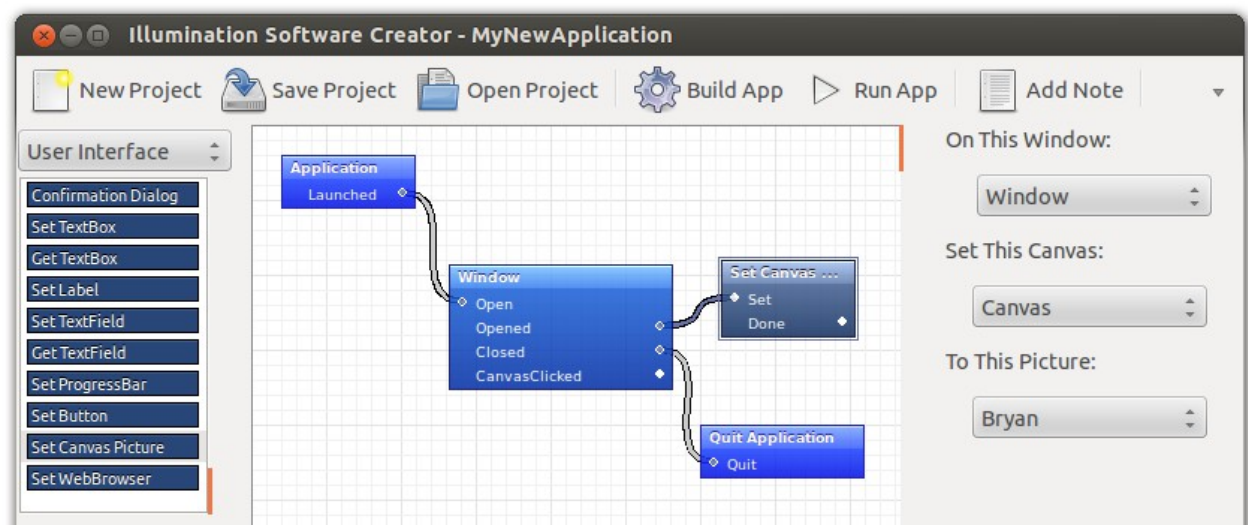 Illumination Software Creator - MyNewApplication
New Project Save Project Open Project Build App Run App Add Note
User Interface
Confirmation Dialog
Set TextBox
Get TextBox
Set Label
Set TextField
Get TextField
Set ProgressBar
Set Button
Set Canvas Picture
Set WebBrowser
Application
Launched
Window
Open
Opened
Closed
CanvasClicked
Set Canvas ...
Set
Done
Quit Application
Quit
On This Window:
Window
Set This Canvas:
Canvas
To This Picture:
Bryan